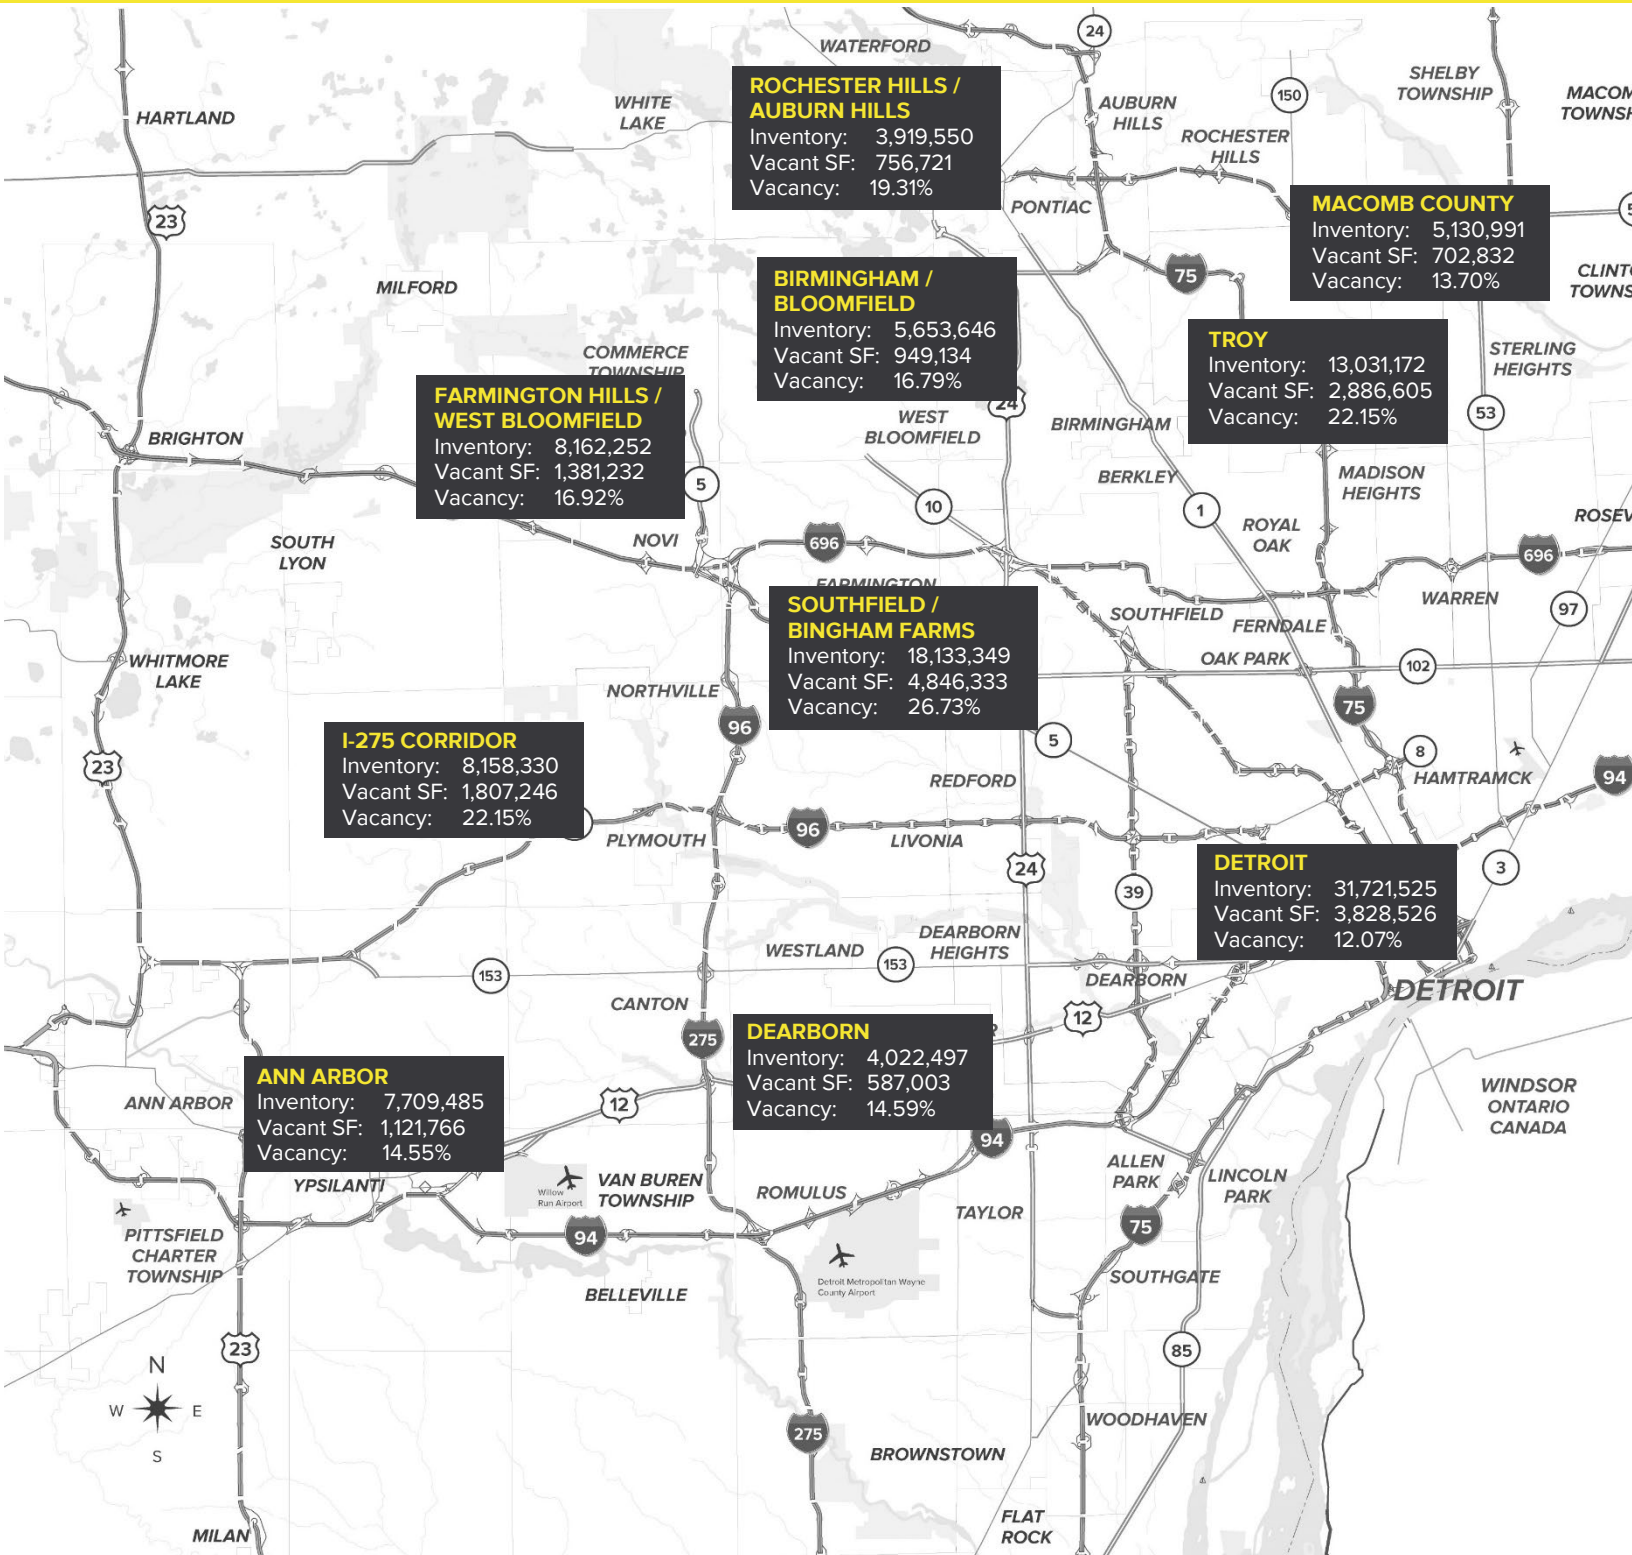 24
WATERFORD
ROCHESTER HILLS /
AUBURN HILLS
Inventory: 3,919,550
Vacant SF: 756,721
Vacancy: 19.31%
HARTLAND
WHITE
LAKE
AUBURN
HILLS
150
SHELBY
TOWNSHIP
ROCHESTER
HILLS
PONTIAC
23
MACOMB COUNTY
Inventory: 5,130,991
Vacant SF: 702,832
Vacancy: 13.70%
MILFORD
BIRMINGHAM /
BLOOMFIELD
Inventory: 5,653,646
Vacant SF: 949,134
Vacancy: 16.79%
75
TROY
Inventory: 13,031,172
Vacant SF: 2,886,605
Vacancy: 22.15%
STERLING
HEIGHTS
COMMERCE
TOWNSHIP
FARMINGTON HILLS /
WEST BLOOMFIELD
Inventory: 8,162,252
Vacant SF: 1,381,232
Vacancy: 16.92%
24
53
WEST
BLOOMFIELD
BIRMINGHAM
BRIGHTON
BERKLEY
MADISON
HEIGHTS
5
10
1
SOUTH
LYON
NOVI
696
ROYAL
OAK
696
FARMINGTON
SOUTHFIELD /
BINGHAM FARMS
Inventory: 18,133,349
Vacant SF: 4,846,333
Vacancy: 26.73%
SOUTHFIELD
FERNDALE
WARREN
97
WHITMORE
LAKE
OAK PARK
102
NORTHVILLE
96
75
I-275 CORRIDOR
Inventory: 8,158,330
Vacant SF: 1,807,246
Vacancy: 22.15%
23
5
8
REDFORD
HAMTRAMCK
94
PLYMOUTH
96
LIVONIA
24
39
3
DETROIT
Inventory: 31,721,525
Vacant SF: 3,828,526
Vacancy: 12.07%
WESTLAND
153
DEARBORN
HEIGHTS
153
DEARBORN
DETROIT
CANTON
12
275
DEARBORN
Inventory: 4,022,497
Vacant SF: 587,003
Vacancy: 14.59%
ANN ARBOR
Inventory: 7,709,485
Vacant SF: 1,121,766
Vacancy: 14.55%
ANN ARBOR
12
WINDSOR
ONTARIO
CANADA
94
ALLEN
PARK
LINCOLN
PARK
YPSILANTI
Willow
Run Airport
VAN BUREN
TOWNSHIP
ROMULUS
TAYLOR
75
PITTSFIELD
CHARTER
TOWNSHIP
94
Detroit Metropolitan Wayne
County Airport
SOUTHGATE
BELLEVILLE
23
85
N
W E
S
275
WOODHAVEN
BROWNSTOWN
FLAT
ROCK
MILAN